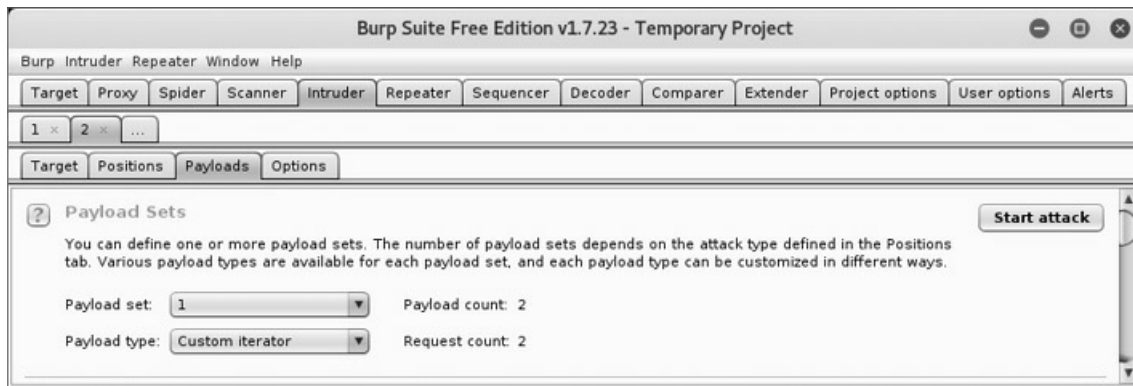 Burp Suite Free Edition v1.7.23 - Temporary Project
Burp Intruder Repeater Window Help
Target Proxy Spider Scanner Intruder Repeater Sequencer Decoder Comparer Extender Project options User options Alerts
1 × 2 × ...
Target Positions Payloads Options
? Payload Sets Start attack
You can define one or more payload sets. The number of payload sets depends on the attack type defined in the Positions
tab. Various payload types are available for each payload set, and each payload type can be customized in different ways.
Payload set: 1 Payload count: 2
Payload type: Custom iterator Request count: 2